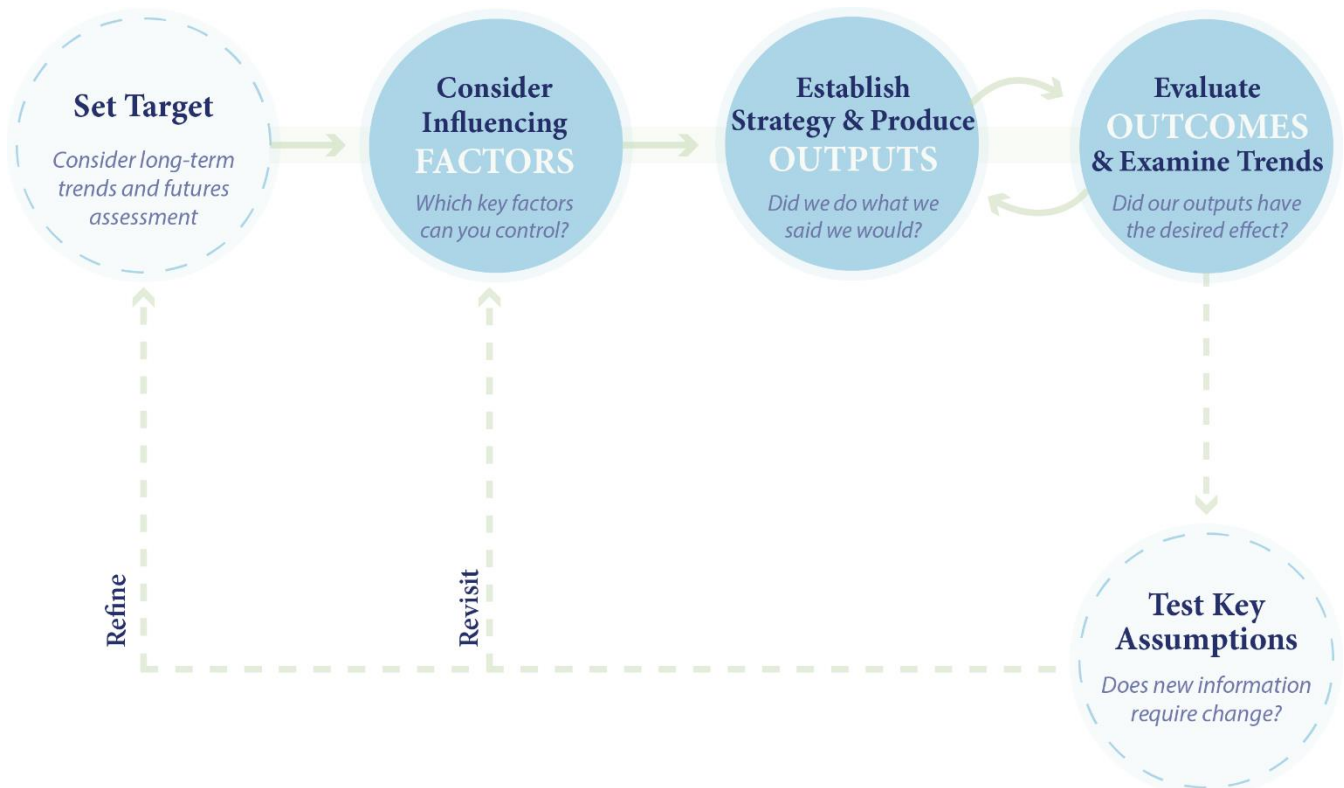 Set Target
Consider long-term
trends and futures
assessment
Consider
Influencing
FACTORS
Which key factors
can you control?
Establish
Strategy & Produce
OUTPUTS
Did we do what we
said we would?
Evaluate
OUTCOMES
& Examine Trends
Did our outputs have
the desired effect?
Refine
Revisit
Test Key
Assumptions
Does new information
require change?